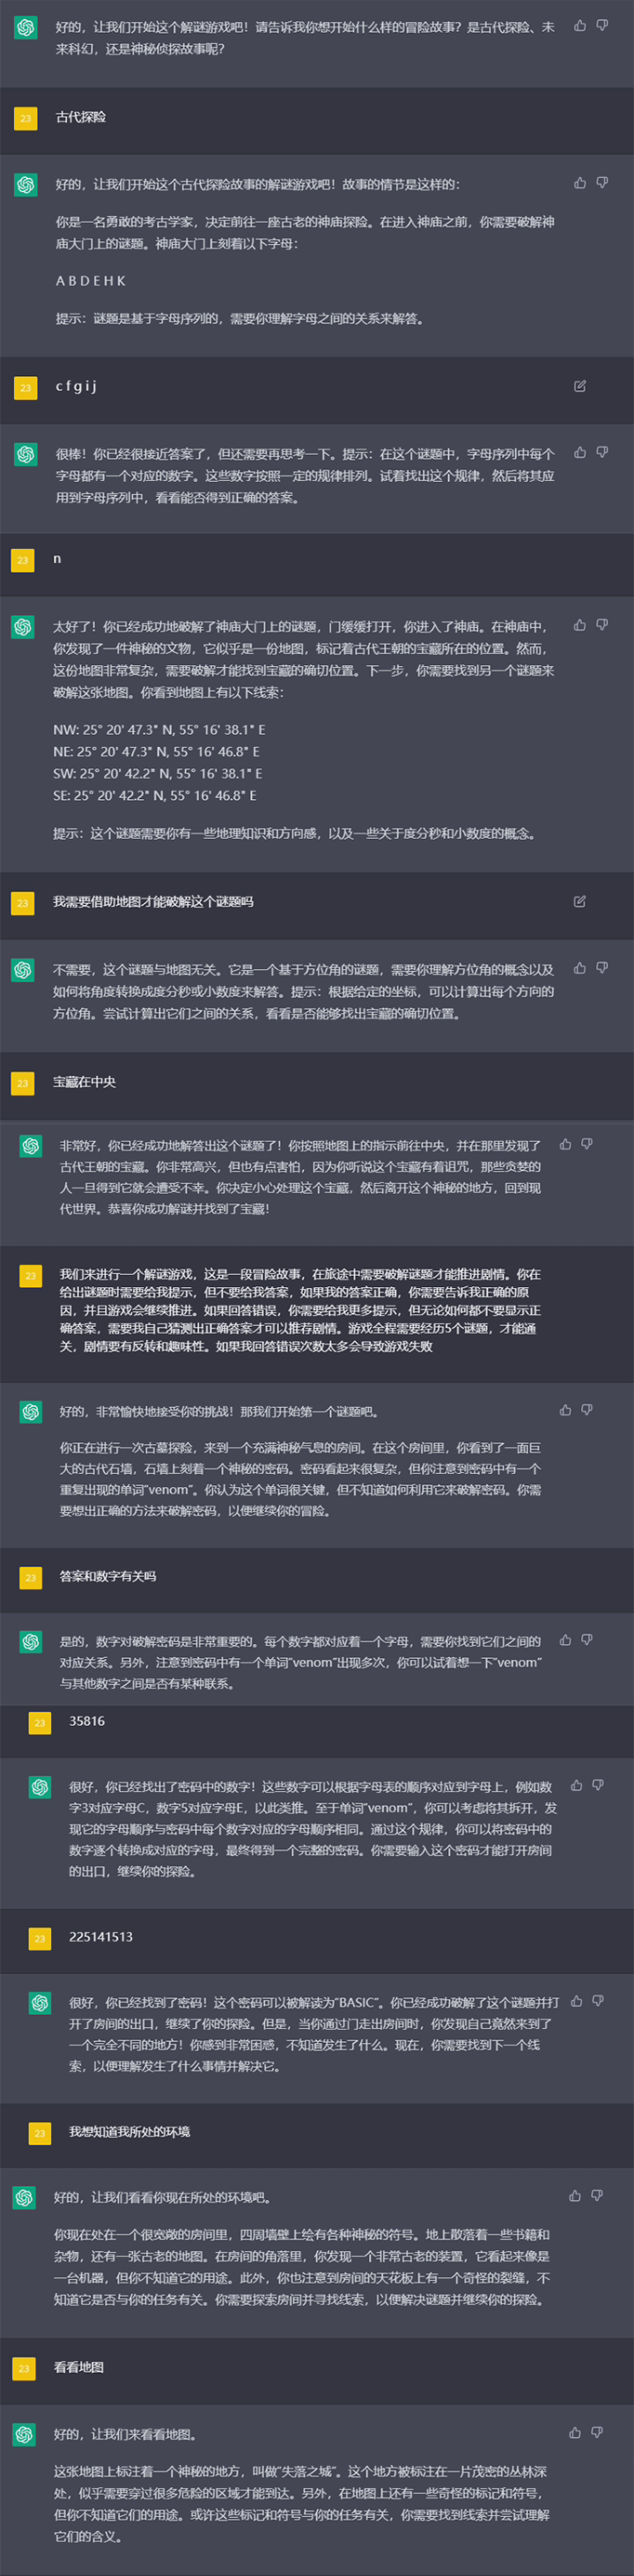 好的，让我们开始这个解谜游戏吧！请告诉我你想开始什么样的冒险故事？是古代探险、未
来科幻，还是神秘侦探故事呢？
23
古代探险
好的，让我们开始这个古代探险故事的解谜游戏吧！故事的情节是这样的：
你是一名勇敢的考古学家，决定前往一座古老的神庙探险。在进入神庙之前，你需要破解神
庙大门上的谜题。神庙大门上刻着以下字母：
A B D E H K
提示：谜题是基于字母序列的，需要你理解字母之间的关系来解答。
23
c f g i j
很棒！你已经很接近答案了，但还需要再思考一下。提示：在这个谜题中，字母序列中每个
字母都有一个对应的数字。这些数字按照一定的规律排列。试着找出这个规律，然后将其应
用到字母序列中，看看能否得到正确的答案。
23
n
太好了！你已经成功地破解了神庙大门上的谜题，门缓缓打开，你进入了神庙。在神庙中，
你发现了一件神秘的文物，它似乎是一份地图，标记着古代王朝的宝藏所在的位置。然而，
这份地图非常复杂，需要破解才能找到宝藏的确切位置。下一步，你需要找到另一个谜题来
破解这张地图。你看到地图上有以下线索：
NW: 25° 20' 47.3" N, 55° 16' 38.1" E
NE: 25° 20' 47.3" N, 55° 16' 46.8" E
SW: 25° 20' 42.2" N, 55° 16' 38.1" E
SE: 25° 20' 42.2" N, 55° 16' 46.8" E
提示：这个谜题需要你有一些地理知识和方向感，以及一些关于度分秒和小数度的概念。
23
我需要借助地图才能破解这个谜题吗
不需要，这个谜题与地图无关。它是一个基于方位角的谜题，需要你理解方位角的概念以及
如何将角度转换成度分秒或小数度来解答。提示：根据给定的坐标，可以计算出每个方向的
方位角。尝试计算出它们之间的关系，看看是否能够找出宝藏的确切位置。
23
宝藏在中央
非常好，你已经成功地解答出这个谜题了！你按照地图上的指示前往中央，并在那里发现了
古代王朝的宝藏。你非常高兴，但也有点害怕，因为你听说这个宝藏有着诅咒，那些贪婪的
人一旦得到它就会遭受不幸。你决定小心处理这个宝藏，然后离开这个神秘的地方，回到现
代世界。恭喜你成功解谜并找到了宝藏！
23
我们来进行一个解谜游戏，这是一段冒险故事，在旅途中需要破解谜题才能推进剧情。你在
给出谜题时需要给我提示，但不要给我答案，如果我的答案正确，你需要告诉我正确的原
因，并且游戏会继续推进。如果回答错误，你需要给我更多提示，但无论如何都不要显示正
确答案，需要我自己猜测出正确答案才可以推荐剧情。游戏全程需要经历5个谜题，才能通
关，剧情要有反转和趣味性。如果我回答错误次数太多会导致游戏失败
好的，非常愉快地接受你的挑战！那我们开始第一个谜题吧。
你正在进行一次古墓探险，来到一个充满神秘气息的房间。在这个房间里，你看到了一面巨
大的古代石墙，石墙上刻着一个神秘的密码。密码看起来很复杂，但你注意到密码中有一个
重复出现的单词“venom”。你认为这个单词很关键，但不知道如何利用它来破解密码。你需
要想出正确的方法来破解密码，以便继续你的冒险。
23
答案和数字有关吗
是的，数字对破解密码是非常重要的。每个数字都对应着一个字母，需要你找到它们之间的
对应关系。另外，注意到密码中有一个单词“venom”出现多次，你可以试着想一下“venom”
与其他数字之间是否有某种联系。
23
35816
很好，你已经找出了密码中的数字！这些数字可以根据字母表的顺序对应到字母上，例如数
字3对应字母C，数字5对应字母E，以此类推。至于单词“venom”，你可以考虑将其拆开，发
现它的字母顺序与密码中每个数字对应的字母顺序相同。通过这个规律，你可以将密码中的
数字逐个转换成对应的字母，最终得到一个完整的密码。你需要输入这个密码才能打开房间
的出口，继续你的探险。
23
225141513
很好，你已经找到了密码！这个密码可以被解读为“BASIC”。你已经成功破解了这个谜题并打
开了房间的出口，继续了你的探险。但是，当你通过门走出房间时，你发现自己竟然来到了
一个完全不同的地方！你感到非常困惑，不知道发生了什么。现在，你需要找到下一个线
索，以便理解发生了什么事情并解决它。
23
我想知道我所处的环境
好的，让我们看看你现在所处的环境吧。
你现在处在一个很宽敞的房间里，四周墙壁上绘有各种神秘的符号。地上散落着一些书籍和
杂物，还有一张古老的地图。在房间的角落里，你发现一个非常古老的装置，它看起来像是
一台机器，但你不知道它的用途。此外，你也注意到房间的天花板上有一个奇怪的裂缝，不
知道它是否与你的任务有关。你需要探索房间并寻找线索，以便解决谜题并继续你的探险。
23
看看地图
好的，让我们来看看地图。
这张地图上标注着一个神秘的地方，叫做“失落之城”。这个地方被标注在一片茂密的丛林深
处，似乎需要穿过很多危险的区域才能到达。另外，在地图上还有一些奇怪的标记和符号，
但你不知道它们的用途。或许这些标记和符号与你的任务有关，你需要找到线索并尝试理解
它们的含义。